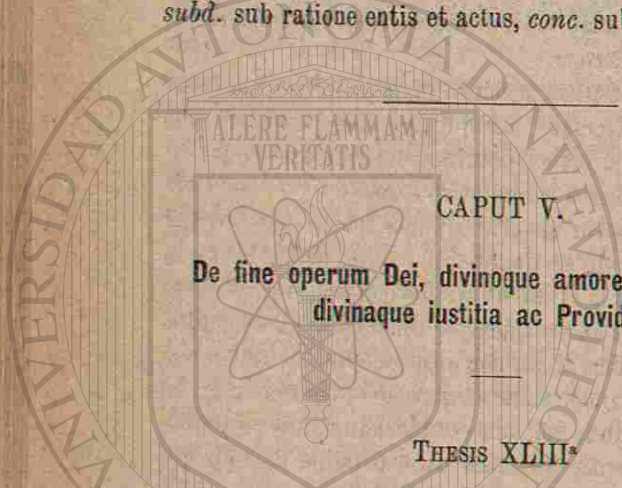 subd. sub ratione entis et actus, conc. su
ALERE FLAMMAM
VERITATIS
CAPUT V.
De fine operum Dei, divinoque amore
divinaque iustitia ac Provid
THESIS XLIIIª